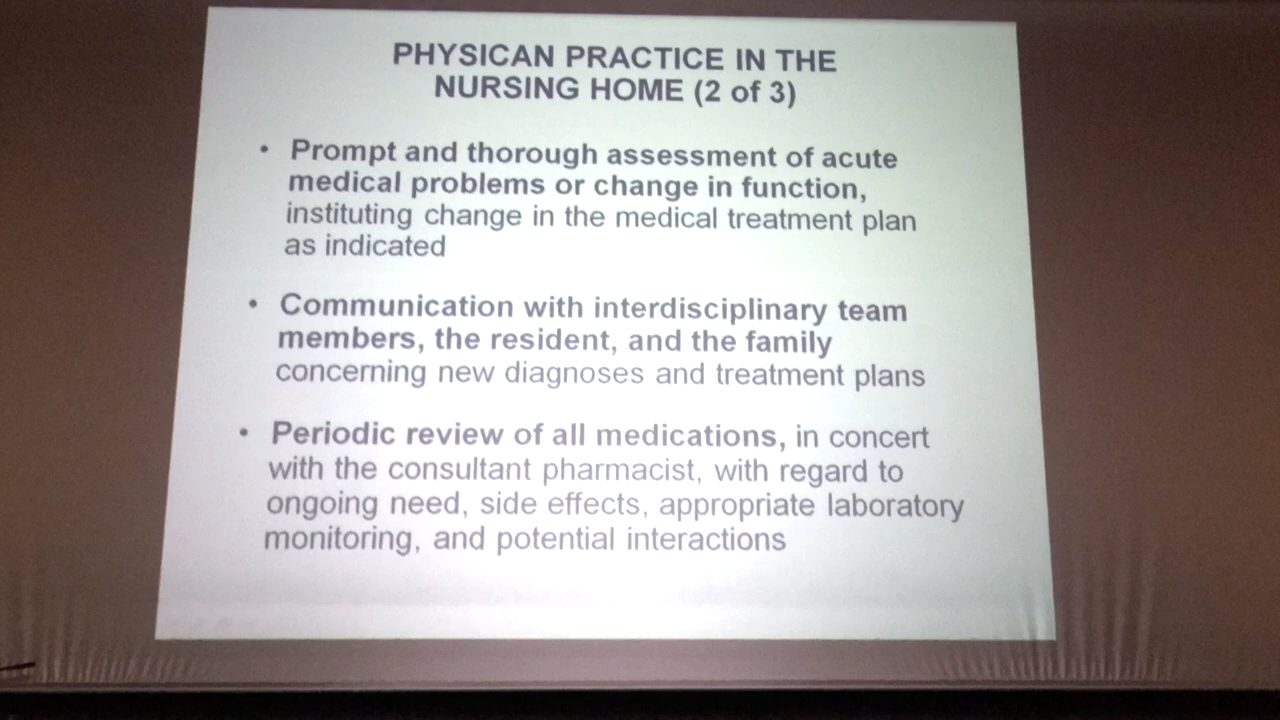 PHYSICAN PRACTICE IN THE
NURSING HOME (2 of 3)
• Prompt and thorough assessment of acute
medical problems or change in function,
instituting change in the medical treatment plan
as indicated
• Communication with interdisciplinary team
members, the resident, and the family
concerning new diagnoses and treatment plans
• Periodic review of all medications, in concert
with the consultant pharmacist, with regard to
ongoing need, side effects, appropriate laboratory
monitoring, and potential interactions